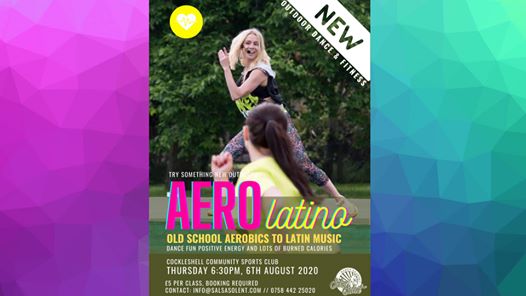 NEW
OUTDOOR DANCE & FITNESS
TRY SOMETHING NEW
AERO latino
OLD SCHOOL AEROBICS TO LATIN MUSIC
DANCE FUN POSITIVE ENERGY AND LOTS OF BURNED CALORIES
COCKLESHELL COMMUNITY SPORTS CLUB
THURSDAY 6:30PM, 6TH AUGUST 2020
£5 PER CLASS, BOOKING REQUIRED
CONTACT: INFO@SALSASOLENT.COM // 0758 442 25020